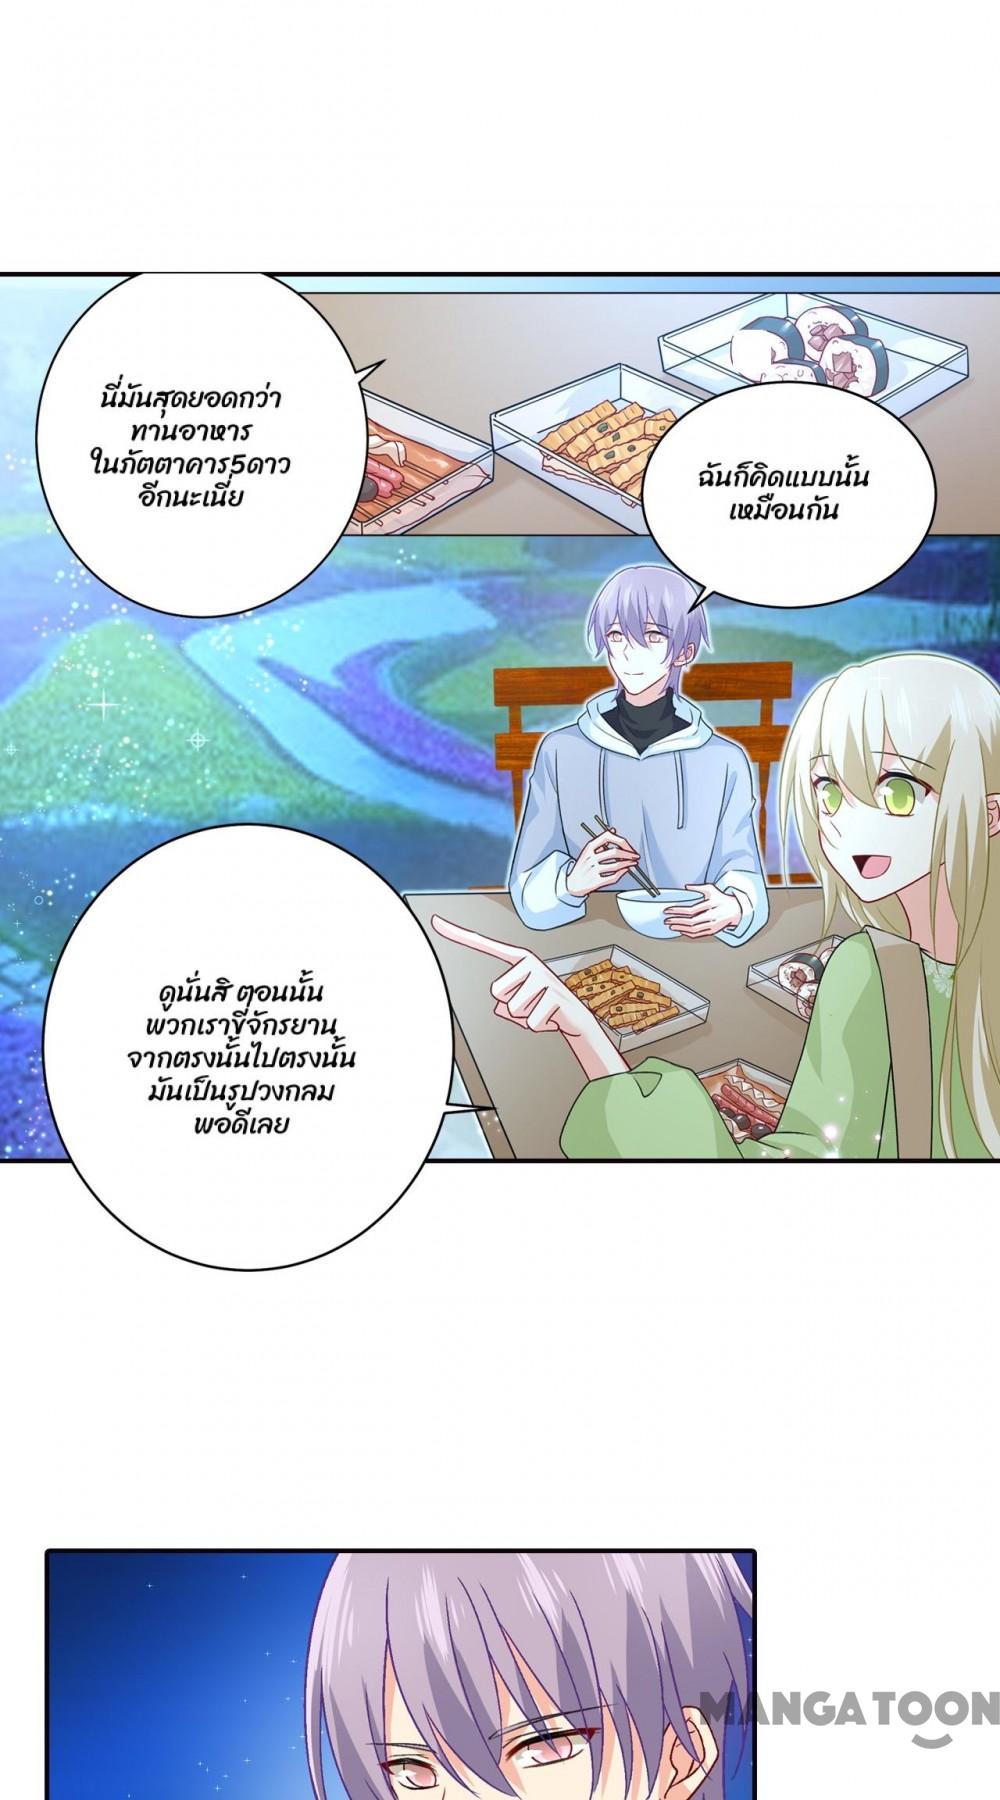 นี่มันสุดยอดกว่า
ทานอาหาร
ในภัตตาคาร5ดาว
อีกนะเนี่ย
ฉันก็คิดแบบนั้น
เหมือนกัน
ดูนั่นสิ ตอนนั้น
พวกเราขี่จักรยาน
จากตรงนั้นไปตรงนั้น
มันเป็นรูปวงกลม
พอดีเลย
MANGATOON